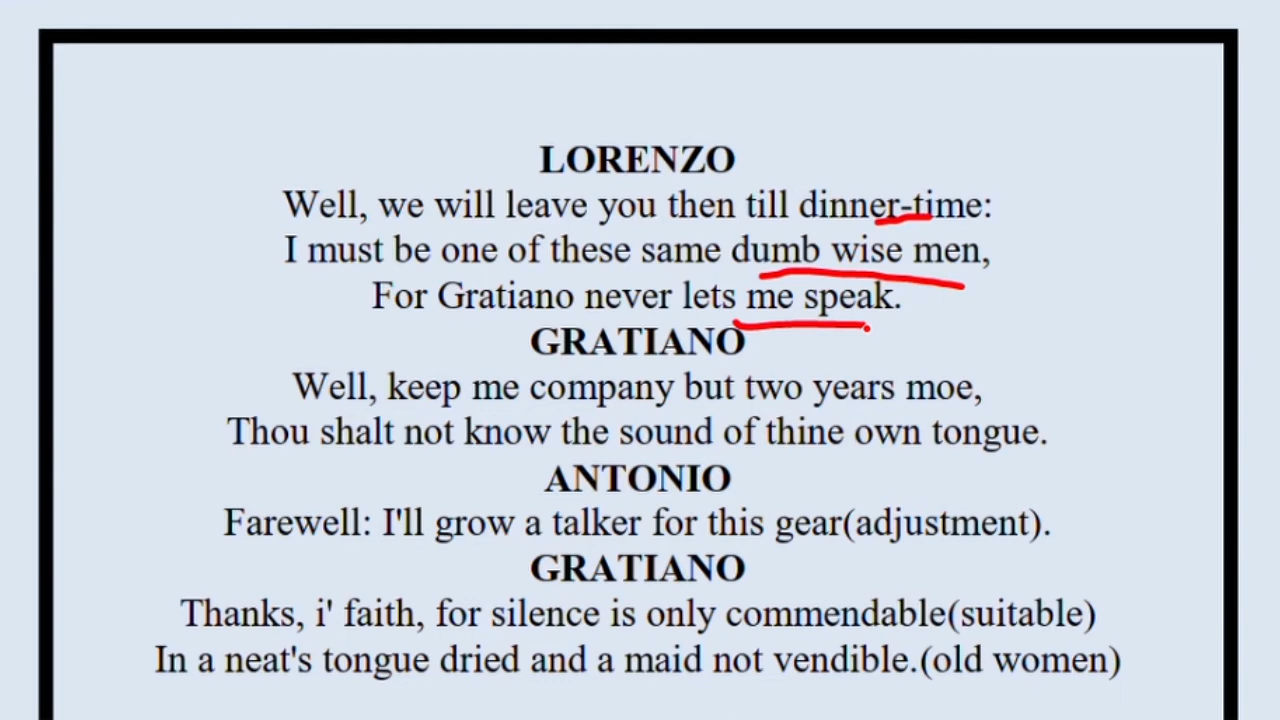 LORENZO
Well, we will leave you then till dinner-time:
I must be one of these same dumb wise men,
For Gratiano never lets me speak.
GRATIANO
Well, keep me company but two years moe,
Thou shalt not know the sound of thine own tongue.
ANTONIO
Farewell: I'll grow a talker for this gear(adjustment).
GRATIANO
Thanks, i' faith, for silence is only commendable(suitable)
In a neat's tongue dried and a maid not vendible.(old women)